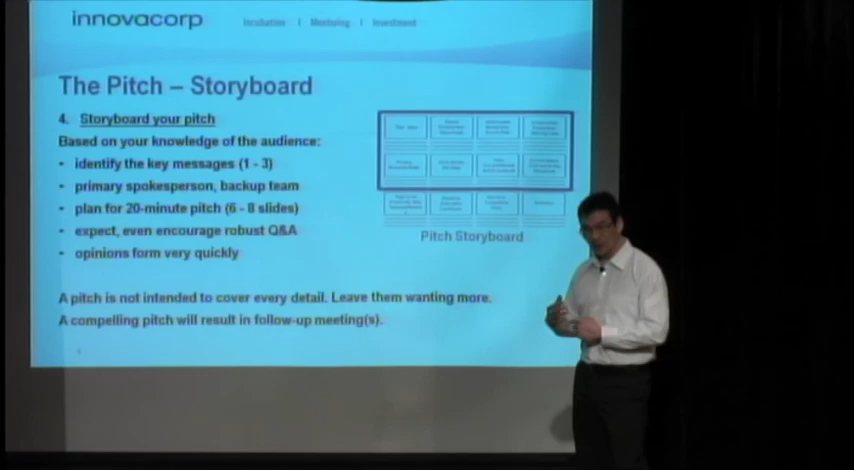 innovacorp
Incubation | Mentoring | Investment
The Pitch – Storyboard
4. Storyboard your pitch
Based on your knowledge of the audience:
• identify the key messages (1 - 3)
• primary spokesperson, backup team
• plan for 20-minute pitch (6 - 8 slides)
• expect, even encourage robust Q&A
• opinions form very quickly
Pitch Storyboard
A pitch is not intended to cover every detail. Leave them wanting more.
A compelling pitch will result in follow-up meeting(s).